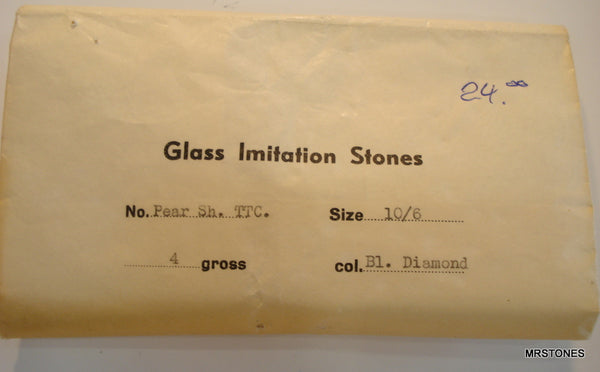 24.00
Glass Imitation Stones
No. Pear Sh. TTC. Size 10/6
4 gross col. Bl. Diamond
MRSTONES